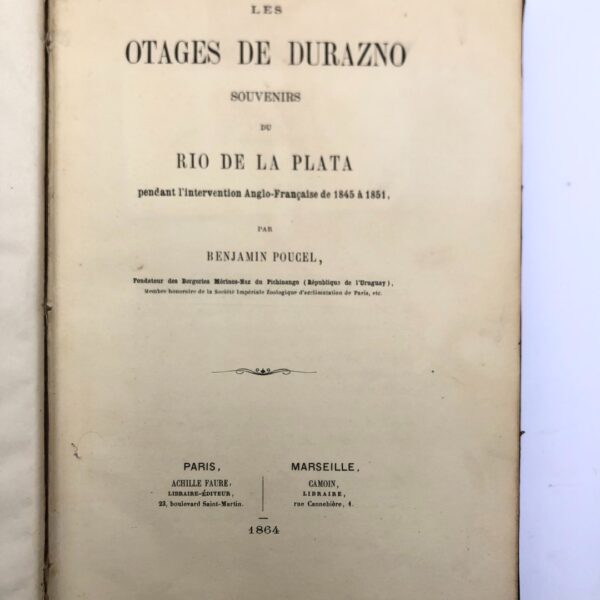 LES
OTAGES DE DURAZNO
SOUVENIRS
DU
RIO DE LA PLATA
pendant l'intervention Anglo-Française de 1845 à 1851,
PAR
BENJAMIN POUCEL,
Fondateur des Bergeries Mérinos-Naz du Pichinango (République de l'Uruguay),
Membre honoraire de la Société Impériale Zoologique d'acclimatation de Paris, etc.
PARIS,
ACHILLE FAURE,
LIBRAIRE-ÉDITEUR,
23, boulevard Saint-Martin.
MARSEILLE,
CAMOIN,
LIBRAIRE,
rue Cannebière, 1.
1864